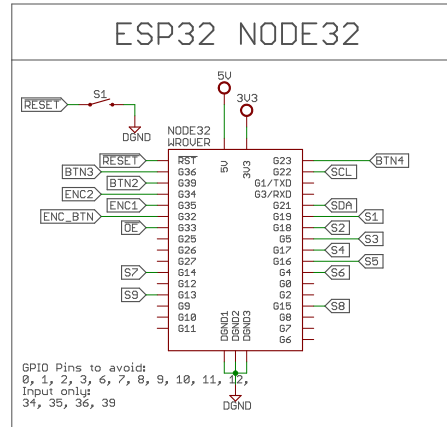 ESP32 NODE32
5V
3V3
RESET
S1
DGND
NODE32
WROVER
RESET
BTN3
BTN2
ENC2
ENC1
ENC_BTN
OE
S7
S9
RST
G36
G39
G34
G35
G32
G33
G25
G26
G27
G14
G12
G13
G9
G10
G11
5V
3V3
DGND1
DGND2
DGND3
G23
G22
G1/TXD
G3/RXD
G21
G19
G18
G5
G17
G16
G4
G0
G2
G15
G8
G7
G6
BTN4
SCL
SDA
S1
S2
S3
S4
S5
S6
S8
GPIO Pins to avoid:
0, 1, 2, 3, 6, 7, 8, 9, 10, 11, 12,
Input only:
34, 35, 36, 39
DGND